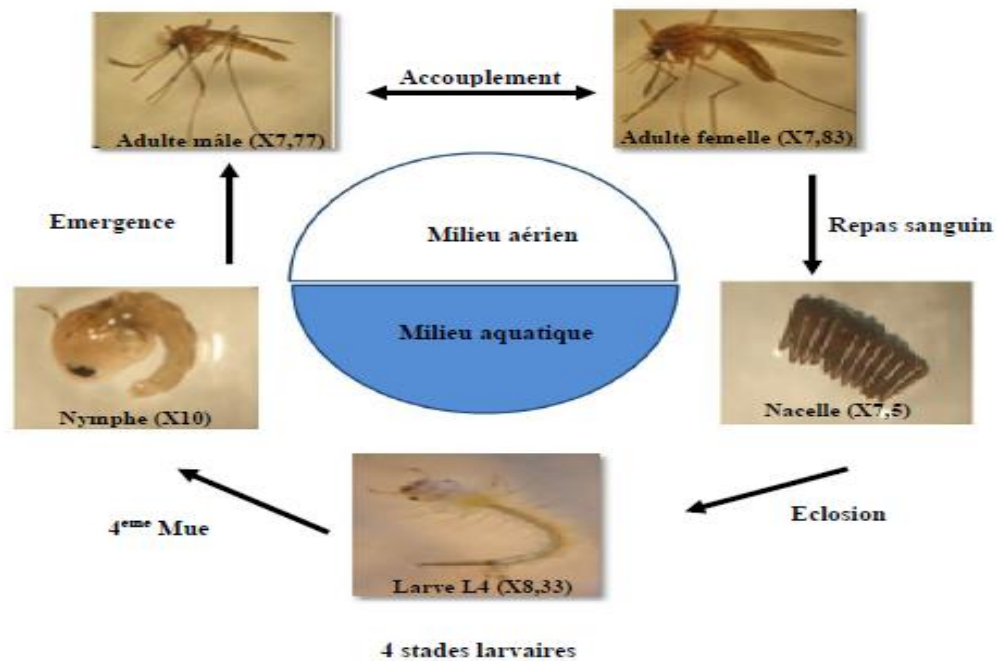 Accouplement
Adulte mâle (X7,77)
Adulte femelle (X7,83)
Emergence
Milieu aérien
Repas sanguin
Milieu aquatique
Nymphe (X10)
Nacelle (X7,5)
4eme Mue
Eclosion
Larve L4 (X8,33)
4 stades larvaires